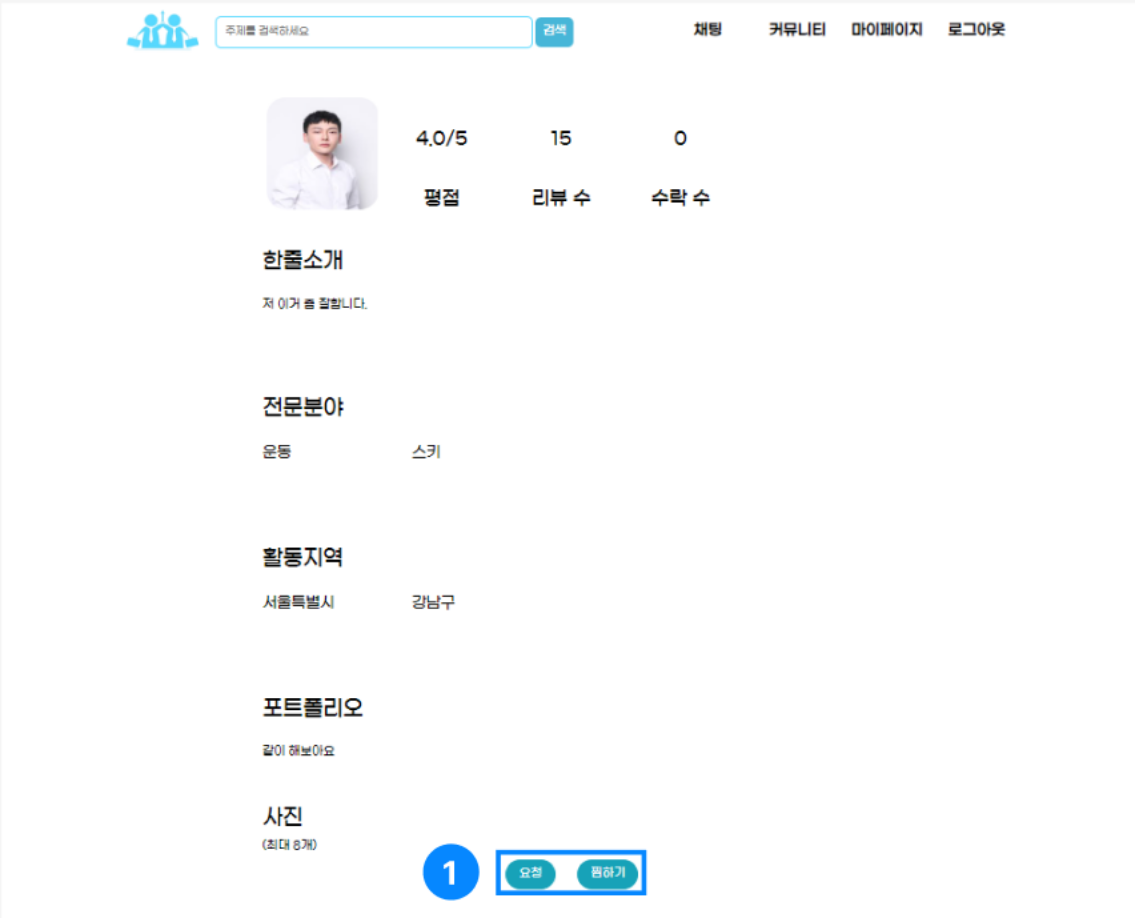 주제를 검색하세요 검색 채팅 커뮤니티 마이페이지 로그아웃
4.0/5 15 0
평점 리뷰 수 수락 수
한줄소개
저 이거 좀 잘합니다.
전문분야
운동 스키
활동지역
서울특별시 강남구
포트폴리오
같이 해보아요
사진
(최대 8개)
1 요청 찜하기